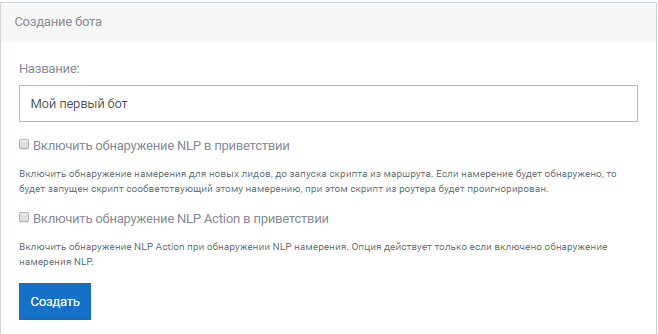 Создание бота
Название:
Мой первый бот
Включить обнаружение NLP в приветствии
Включить обнаружение намерения для новых лидов, до запуска скрипта из маршрута. Если намерение будет обнаружено, то
будет запущен скрипт сообветствующий этому намерению, при этом скрипт из роутера будет проигнорирован.
Включить обнаружение NLP Action в приветствии
Включить обнаружение NLP Action при обнаружении NLP намерения. Опция действует только если включено обнаружение
намерения NLP.
Создать